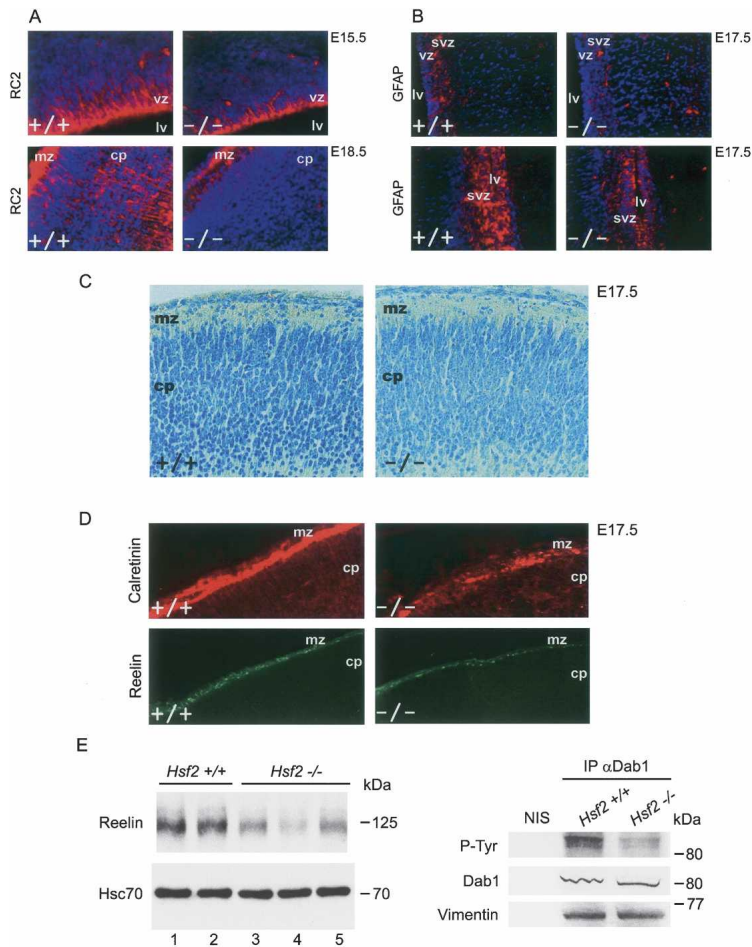 A
B
E15.5
E17.5
RC2
vz
lv
+/+
vz
lv
−/−
GFAP
svz
vz
lv
+/+
svz
vz
lv
−/−
E18.5
E17.5
RC2
mz
cp
+/+
mz
cp
−/−
GFAP
lv
svz
+/+
lv
svz
−/−
C
E17.5
mz
cp
+/+
mz
cp
−/−
D
E17.5
Calretinin
mz
cp
+/+
mz
cp
−/−
Reelin
mz
cp
+/+
mz
cp
−/−
E
Hsf2 +/+ Hsf2 -/-
kDa
Reelin
–125
Hsc70
–70
1 2 3 4 5
IP αDab1
NIS Hsf2 +/+ Hsf2 -/-
kDa
P-Tyr
–80
Dab1
–80
–77
Vimentin